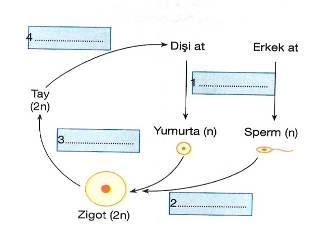 4 ..................
Dişi at
Erkek at
1 ..................
Tay
(2n)
3..................
Yumurta (n)
Sperm (n)
2..................
Zigot (2n)